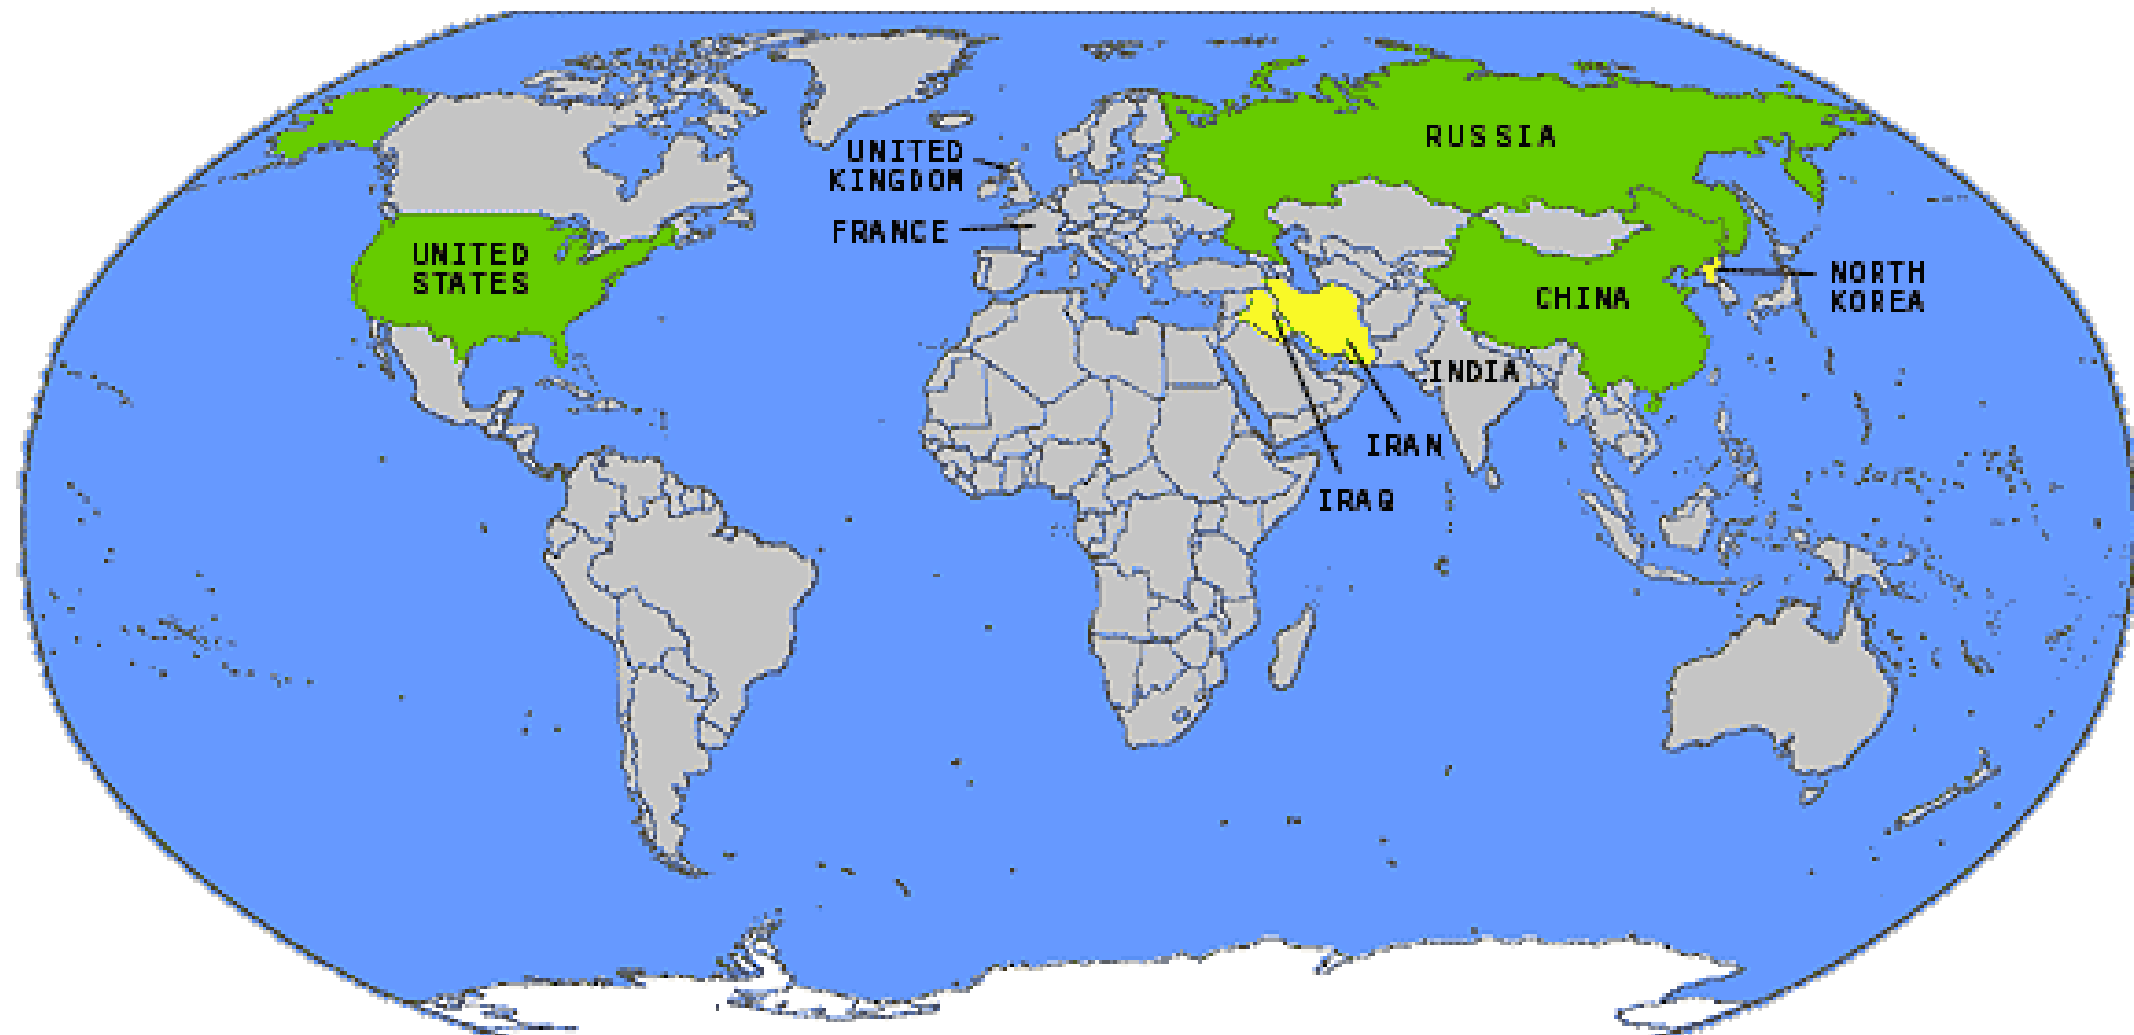 UNITED
KINGDOM
FRANCE
UNITED
STATES
RUSSIA
CHINA
NORTH
KOREA
INDIA
IRAN
IRAQ